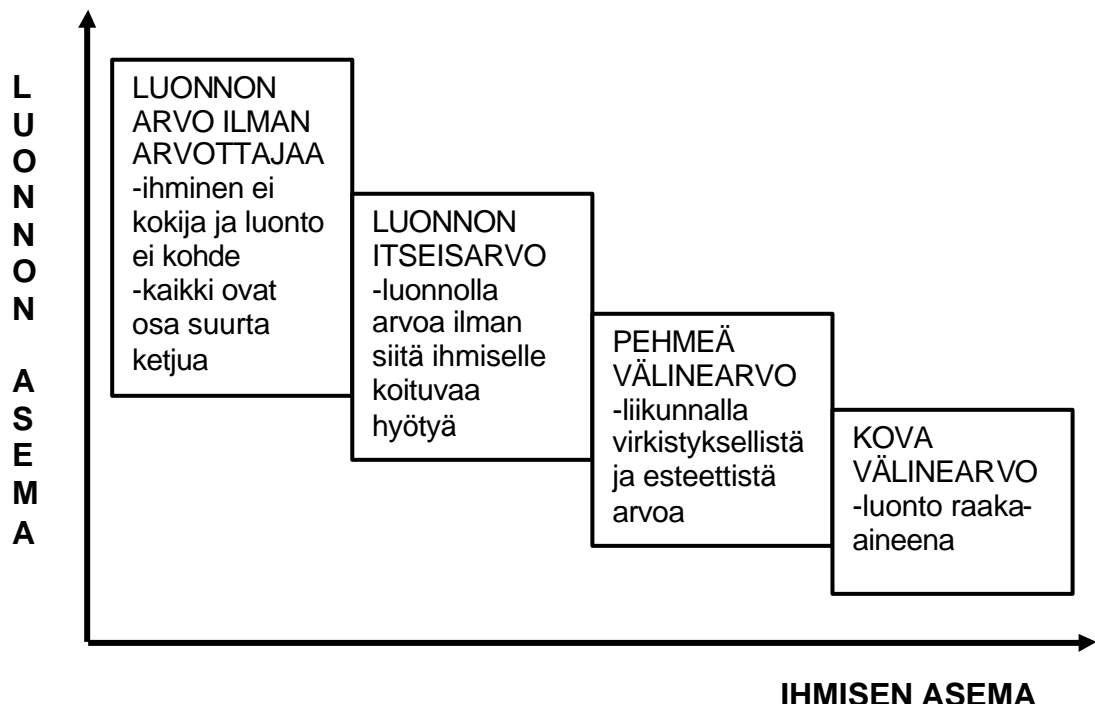 LUONNON ASEMA
LUONNON
ARVO ILMAN
ARVOTTAJAA
-ihminen ei
kokija ja luonto
ei kohde
-kaikki ovat
osa suurta
ketjua
LUONNON
ITSEISARVO
-luonnolla
arvoa ilman
siitä ihmiselle
koituvaa
hyötyä
PEHMEÄ
VÄLINEARVO
-liikunnalla
virkistyksellistä
ja esteettistä
arvoa
KOVA
VÄLINEARVO
-luonto raaka-
aineena
IHMISEN ASEMA